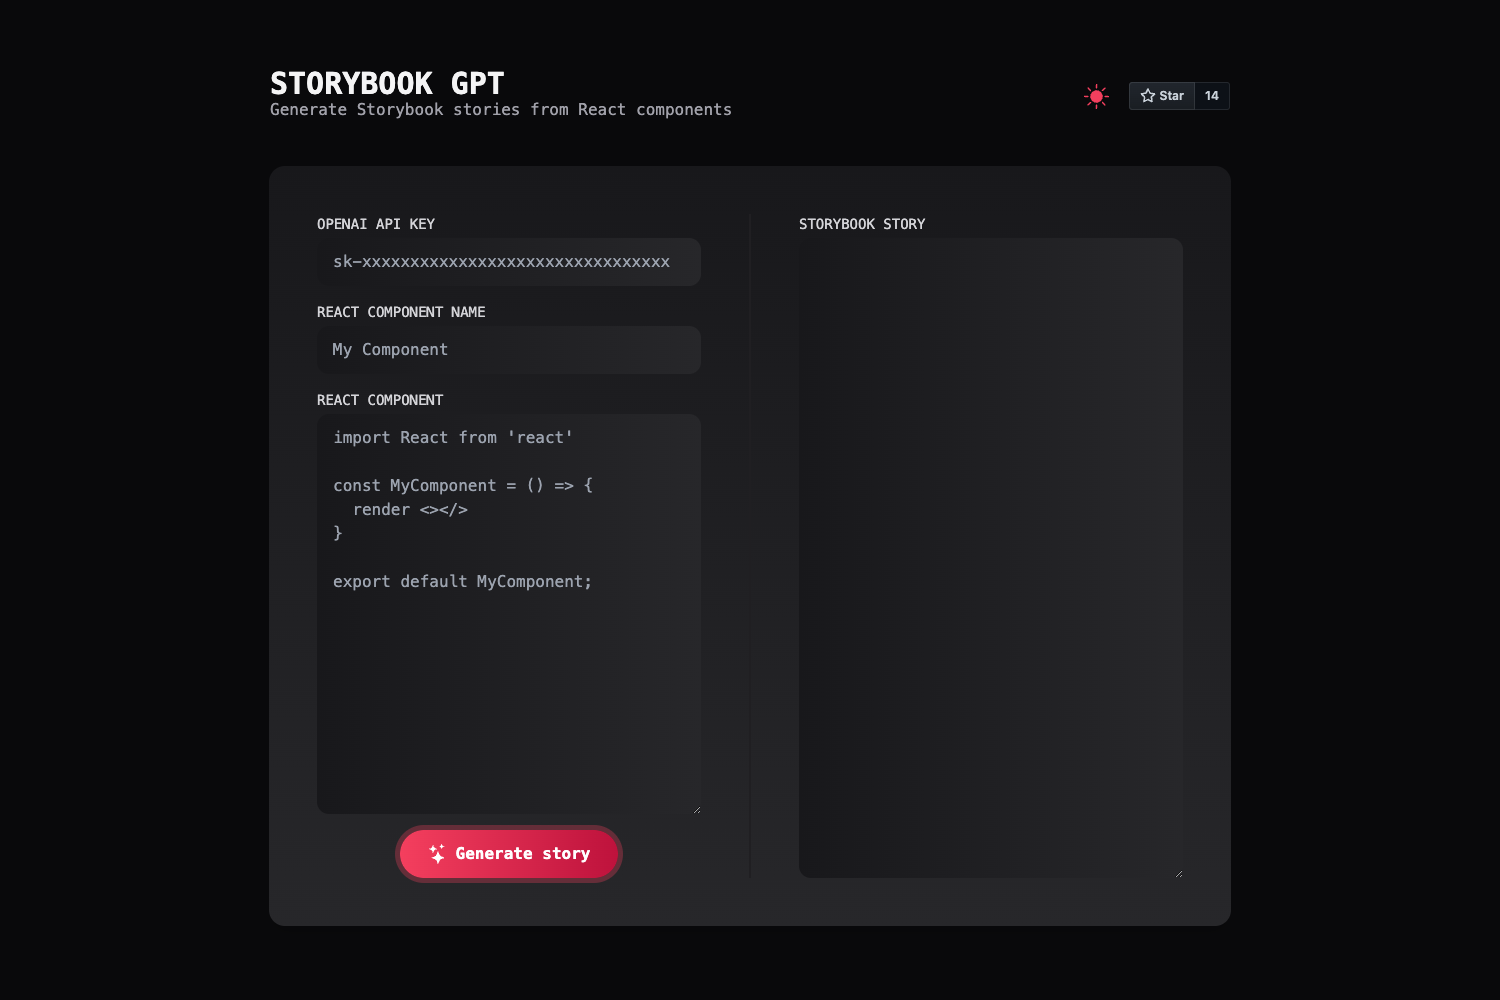 STORYBOOK GPT
Generate Storybook stories from React components
Star
14
OPENAI API KEY
sk-xxxxxxxxxxxxxxxxxxxxxxxxxxxxxxxx
REACT COMPONENT NAME
My Component
REACT COMPONENT
import React from 'react'
const MyComponent = () => {
  render <></>
}
export default MyComponent;
Generate story
STORYBOOK STORY